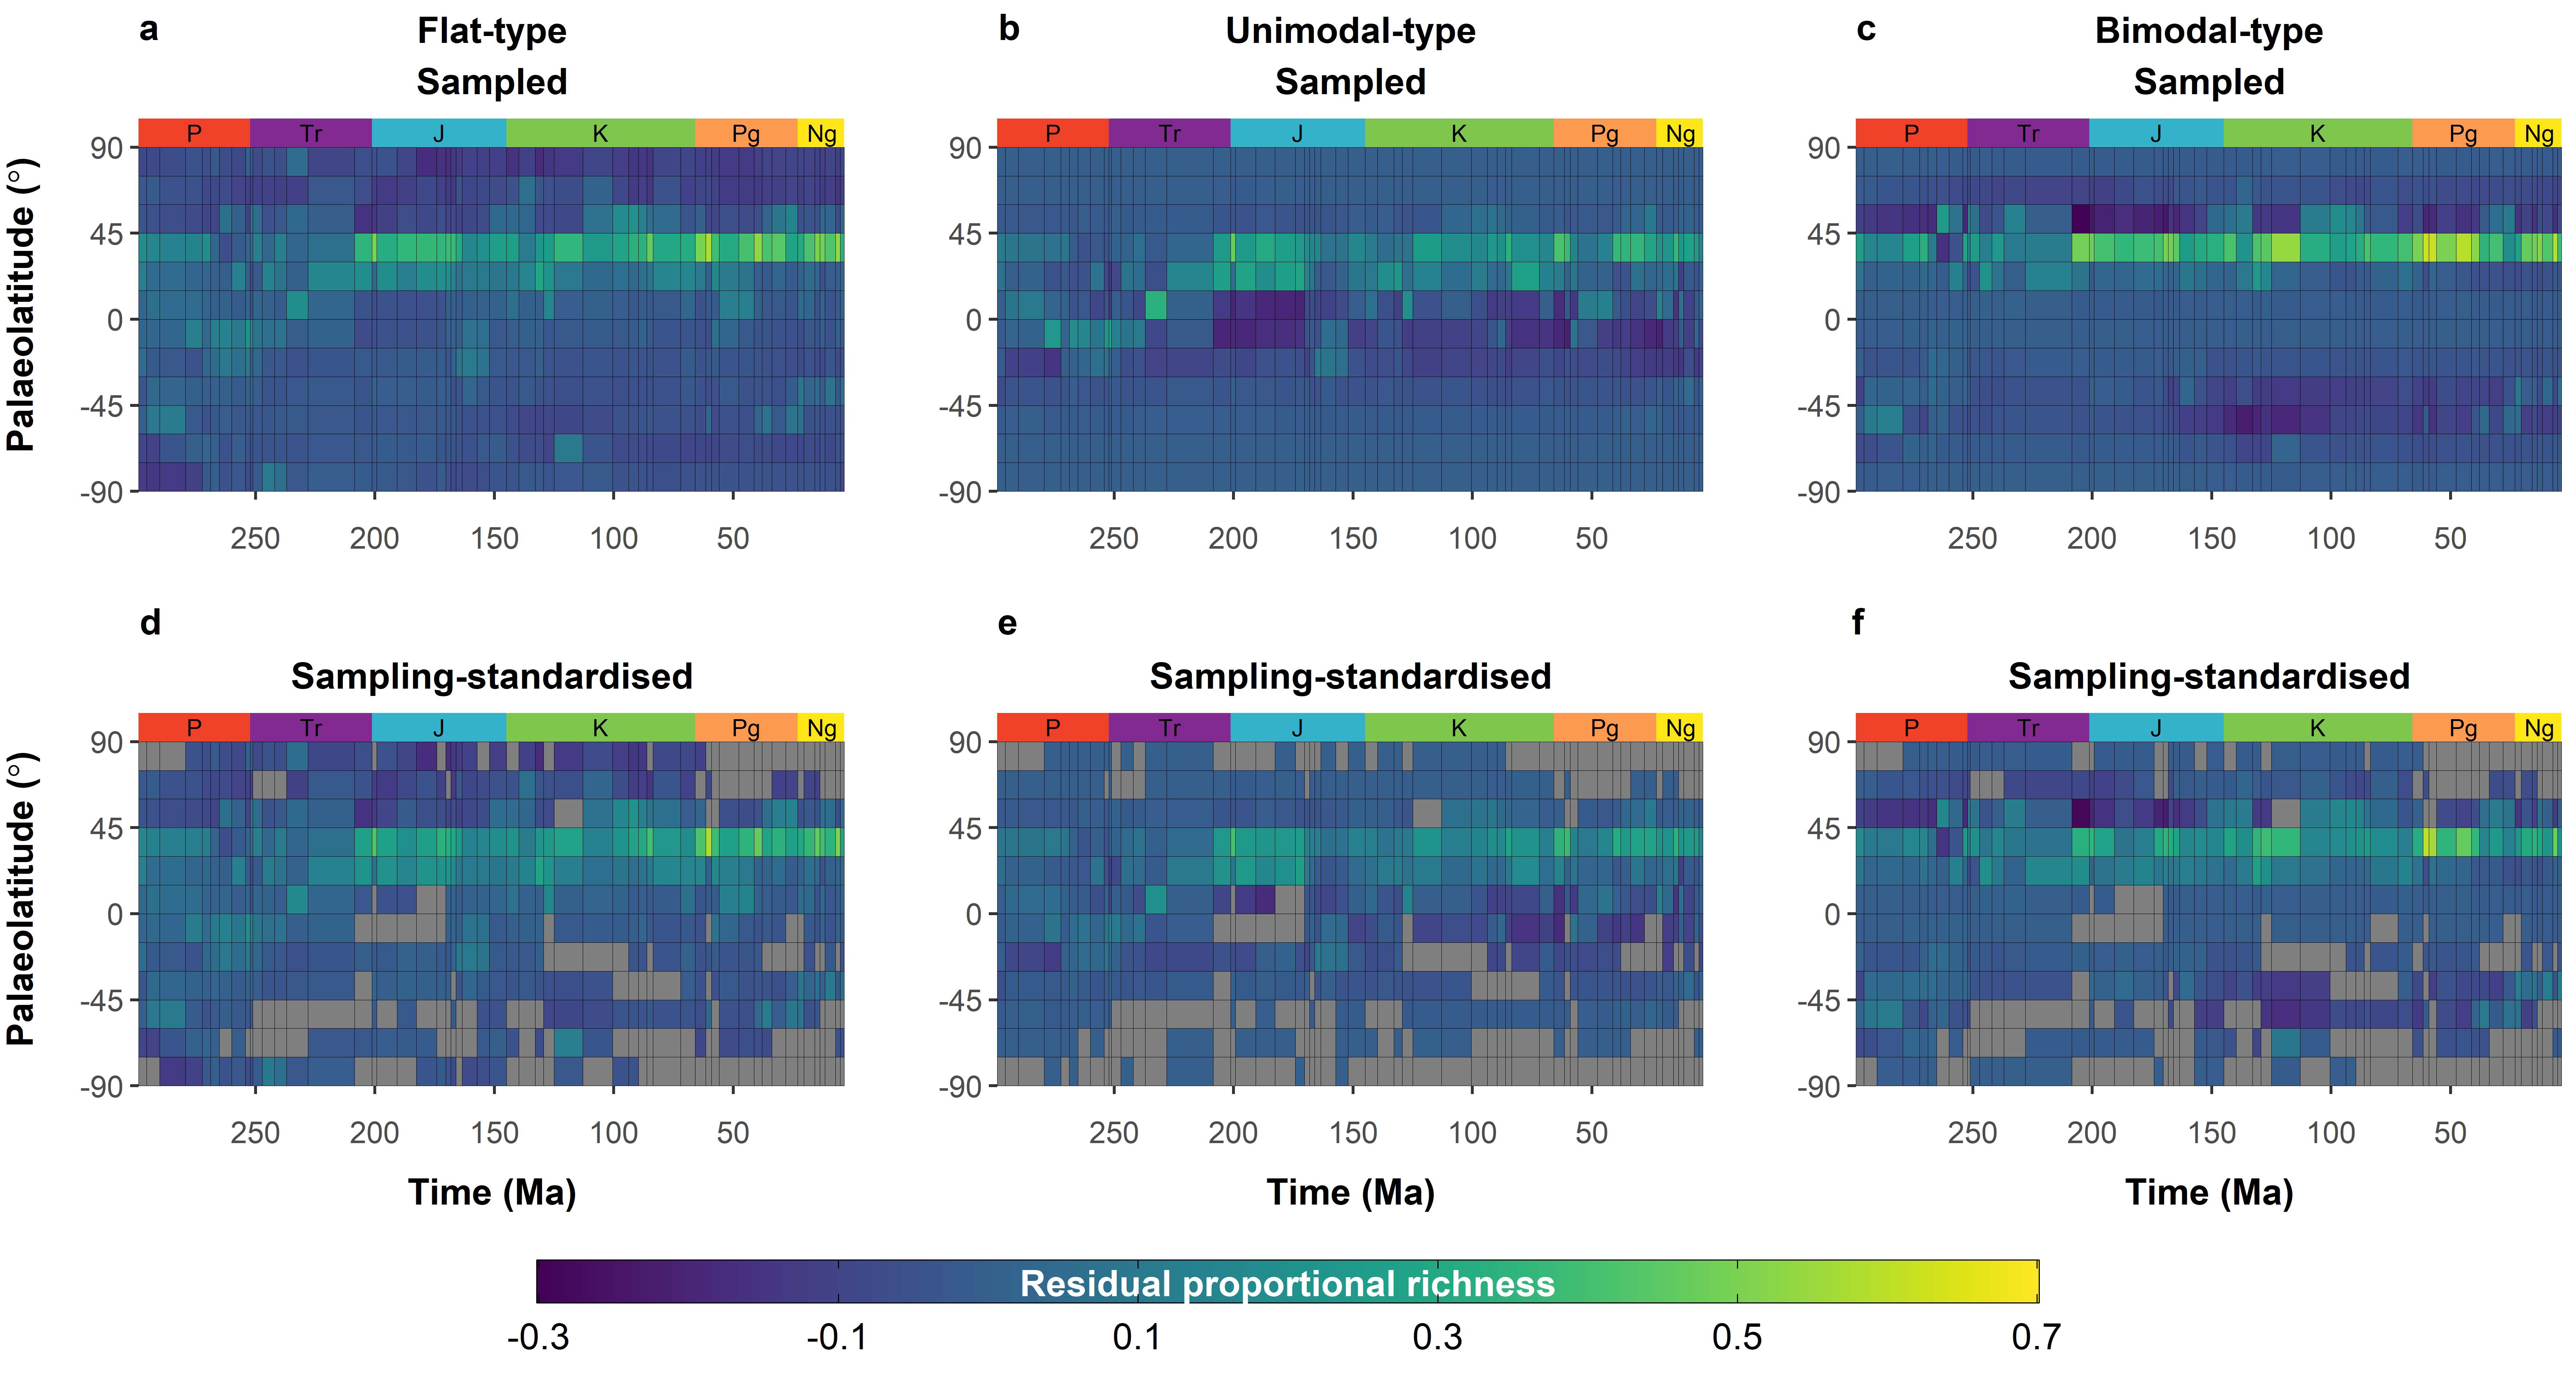 a Flat-type
Sampled
b Unimodal-type
Sampled
c Bimodal-type
Sampled
P Tr J K Pg Ng
P Tr J K Pg Ng
P Tr J K Pg Ng
Palaeolatitude (°)
90
45
0
-45
-90
90
45
0
-45
-90
90
45
0
-45
-90
250 200 150 100 50
250 200 150 100 50
250 200 150 100 50
d
Sampling-standardised
e
Sampling-standardised
f
Sampling-standardised
P Tr J K Pg Ng
P Tr J K Pg Ng
P Tr J K Pg Ng
Palaeolatitude (°)
90
45
0
-45
-90
90
45
0
-45
-90
90
45
0
-45
-90
250 200 150 100 50
250 200 150 100 50
250 200 150 100 50
Time (Ma)
Time (Ma)
Time (Ma)
Residual proportional richness
-0.3 -0.1 0.1 0.3 0.5 0.7